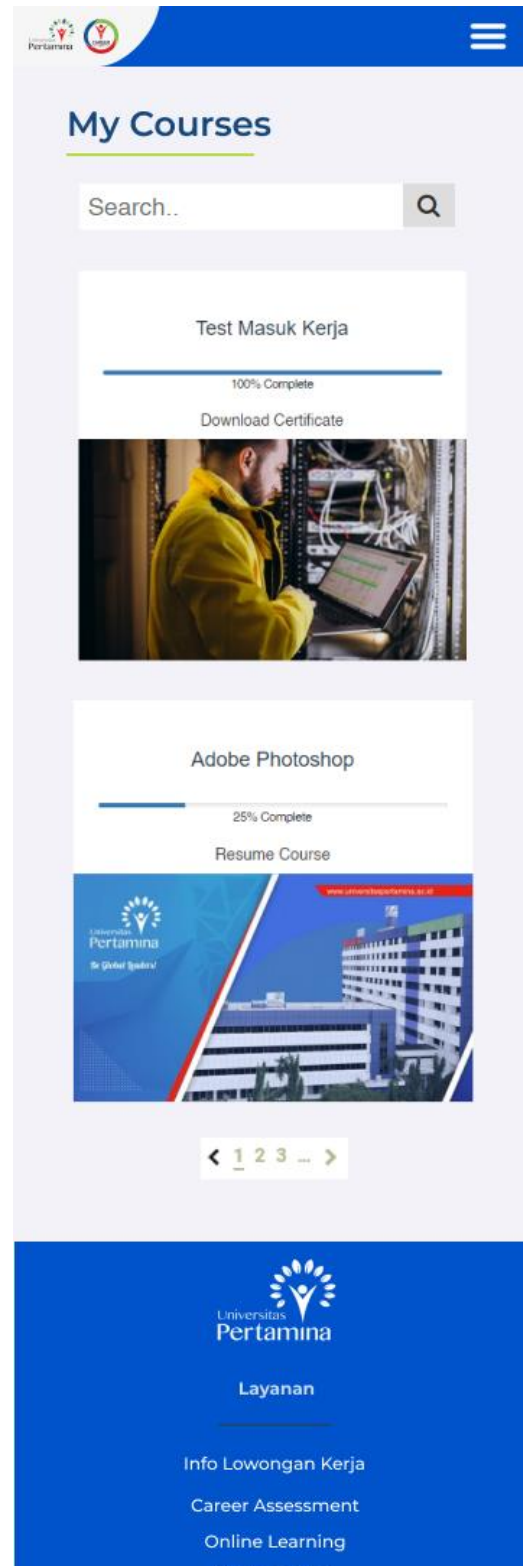 Universitas
Pertamina
My Courses
Search..
Test Masuk Kerja
100% Complete
Download Certificate
Adobe Photoshop
25% Complete
Resume Course
www.universitaspertamina.ac.id
Universitas
Pertamina
Be Global Leaders!
1 2 3 ...
Universitas
Pertamina
Layanan
Info Lowongan Kerja
Career Assessment
Online Learning